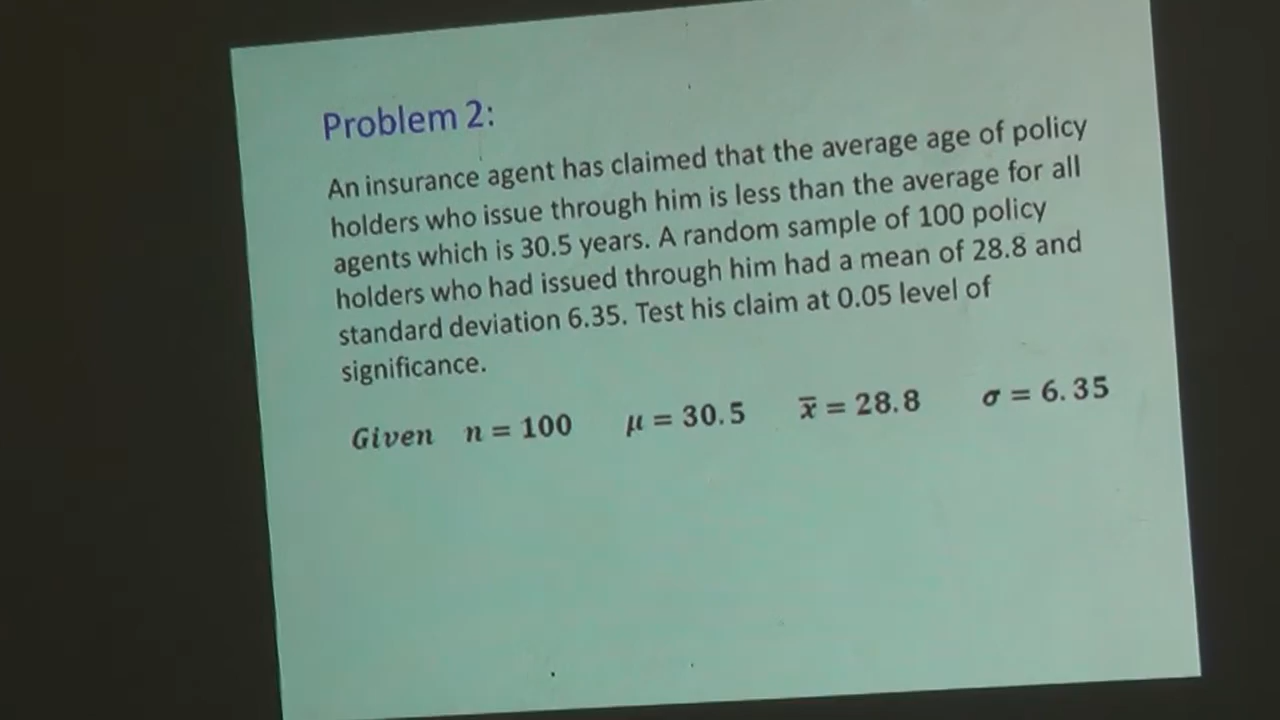 Problem 2:
An insurance agent has claimed that the average age of policy
holders who issue through him is less than the average for all
agents which is 30.5 years. A random sample of 100 policy
holders who had issued through him had a mean of 28.8 and
standard deviation 6.35. Test his claim at 0.05 level of
significance.
Given n = 100 μ = 30.5 x̅ = 28.8 σ = 6.35